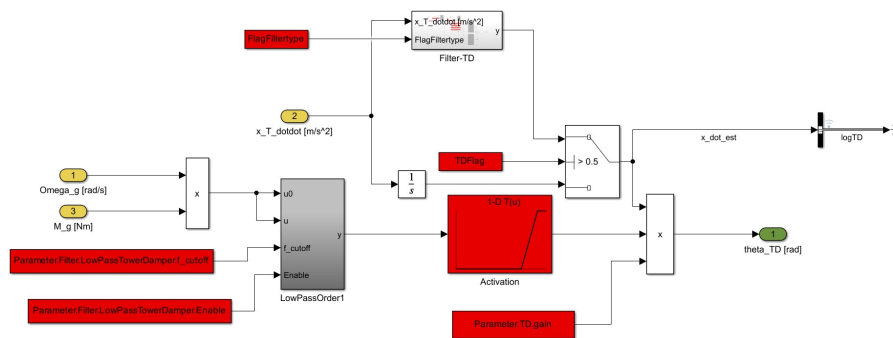 x_T_dotdot [m/s^2]
FlagFiltertype
y
FlagFiltertype
Filter-TD
2
x_T_dotdot [m/s^2]
TDFlag
> 0.5
x_dot_est
logTD
1
Omega_g [rad/s]
3
M_g [Nm]
x
1
s
u0
u
f_cutoff
Enable
y
LowPassOrder1
1-D T(u)
Activation
x
1
theta_TD [rad]
Parameter.Filter.LowPassTowerDamper.f_cutoff
Parameter.Filter.LowPassTowerDamper.Enable
Parameter.TD.gain